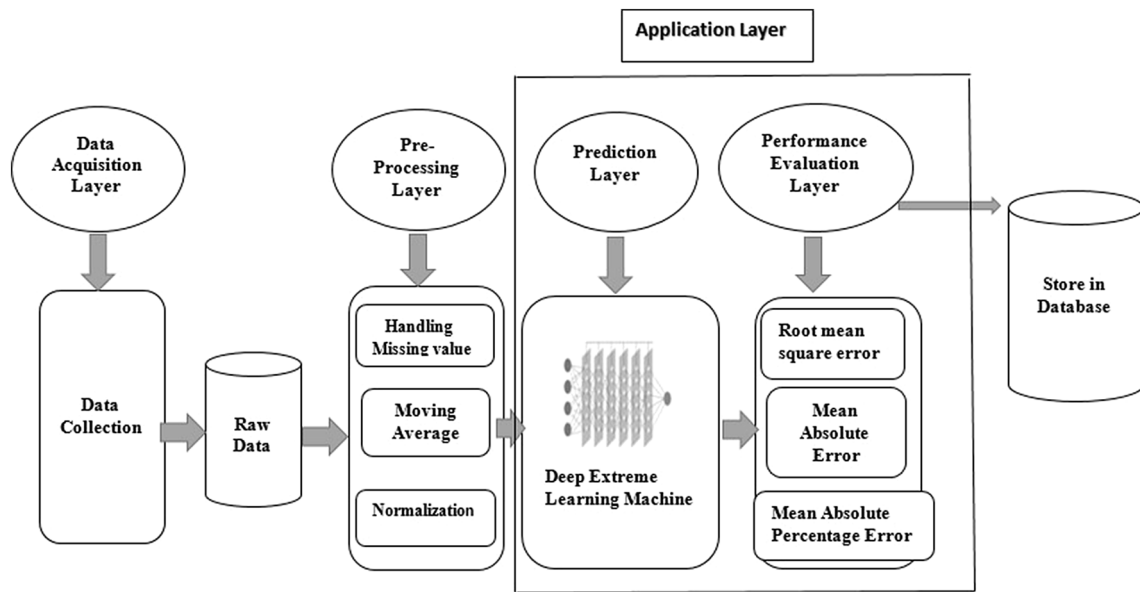 Application Layer
Data
Acquisition
Layer
Pre-
Processing
Layer
Prediction
Layer
Performance
Evaluation
Layer
Data
Collection
Raw
Data
Handling
Missing value
Moving
Average
Normalization
Deep Extreme
Learning Machine
Root mean
square error
Mean
Absolute
Error
Mean Absolute
Percentage Error
Store in
Database